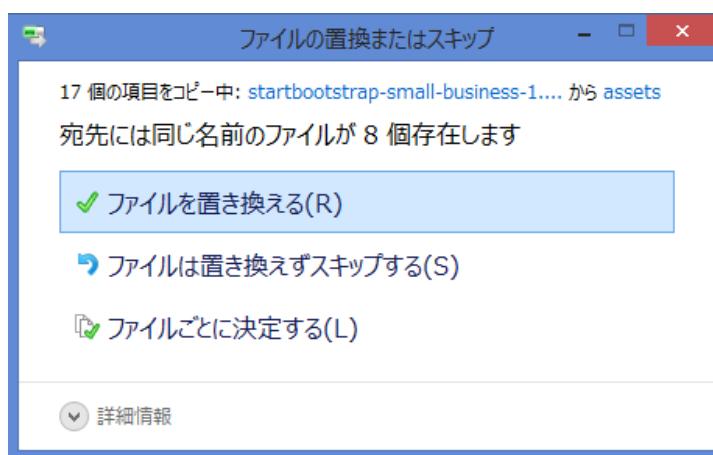 ファイルの置換またはスキップ
17 個の項目をコピー中: startbootstrap-small-business-1.... から assets
宛先には同じ名前のファイルが 8 個存在します
ファイルを置き換える(R)
ファイルは置き換えずスキップする(S)
ファイルごとに決定する(L)
詳細情報